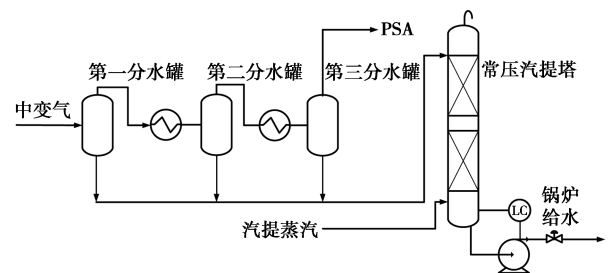 PSA
第一分水罐
第二分水罐
第三分水罐
常压汽提塔
中变气
锅炉
给水
LC
汽提蒸汽